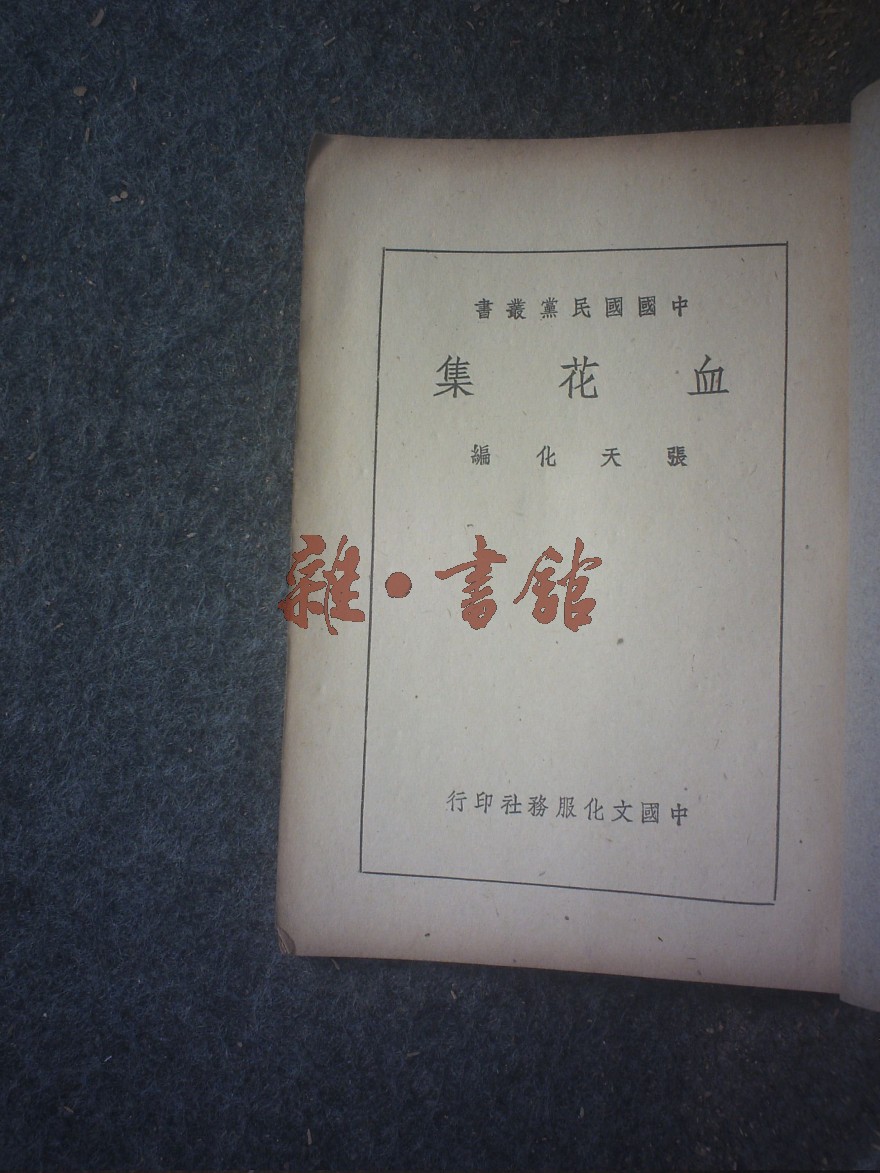 中國國民黨叢書
血花集
張天化編
雜·書館
中國文化服務社印行